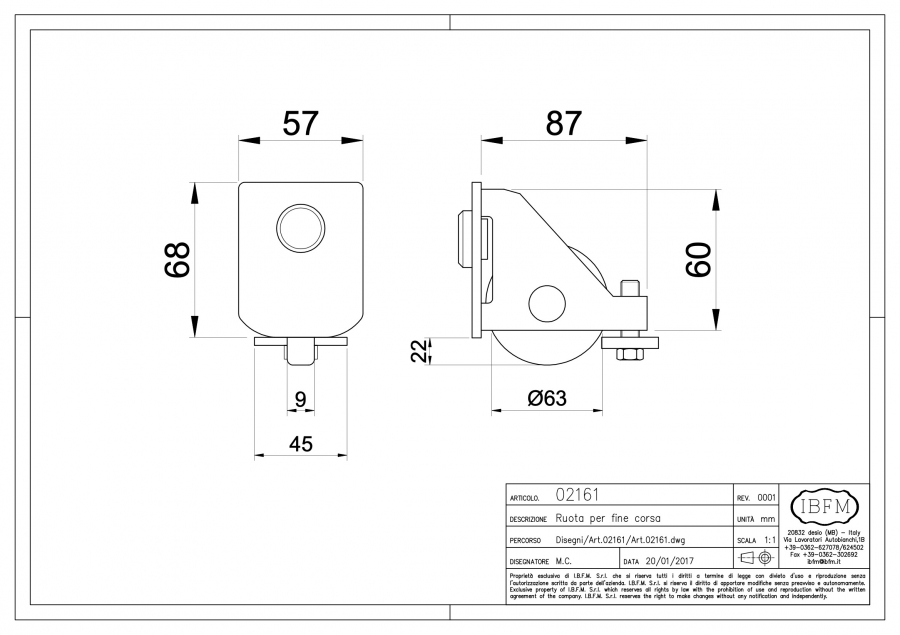 57
87
68
60
22
9
Ø63
45
ARTICOLO. 02161
REV. 0001
DESCRIZIONE Ruota per fine corsa
UNITÀ mm
PERCORSO Disegni/Art.02161/Art.02161.dwg
SCALA 1:1
DISEGNATORE M.C.
DATA 20/01/2017
IBFM
20832 desio (MB) - Italy
Via Lavoratori Autobianchi,1B
+39-0362-627078/624502
Fax +39-0362-302692
ibfm@ibfm.it
Proprietà esclusiva di I.B.F.M. S.r.l. che si riserva tutti i diritti a termine di legge con divieto d'uso e riproduzione senza
l'autorizzazione scritta da parte dell'azienda. I.B.F.M. S.r.l. si riserva il diritto di apportare modifiche senza preavviso e autonomamente.
Exclusive property of I.B.F.M. S.r.l. which reserves all rights by law with the prohibition of use and reproduction without the written
agreement of the company. I.B.F.M. S.r.l. reserves the right to make changes without any notification and independently.